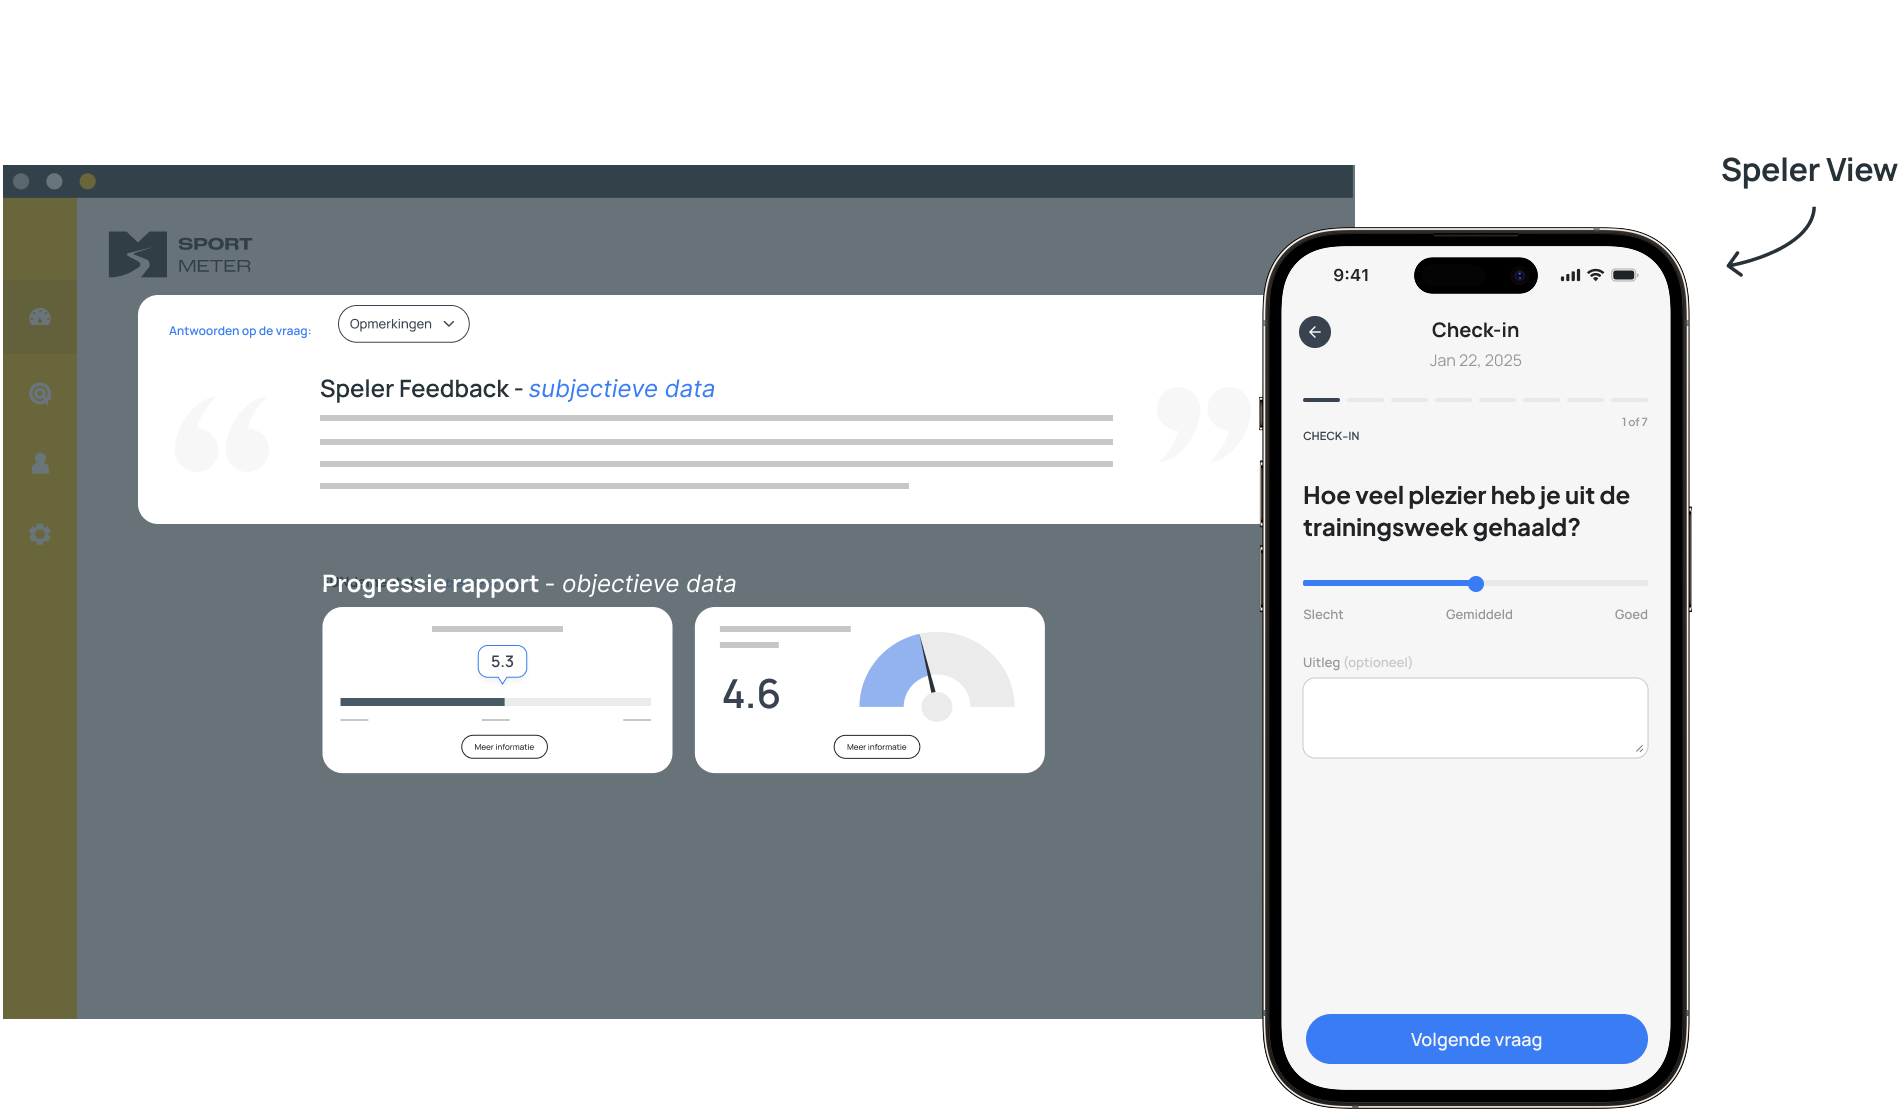 Speler View
SPORT
METER
Antwoorden op de vraag:
Opmerkingen
Speler Feedback - subjectieve data
Progressie rapport - objectieve data
5.3
Meer informatie
4.6
Meer informatie
9:41
Check-in
Jan 22, 2025
1 of 7
CHECK-IN
Hoe veel plezier heb je uit de
trainingsweek gehaald?
Slecht Gemiddeld Goed
Uitleg (optioneel)
Volgende vraag